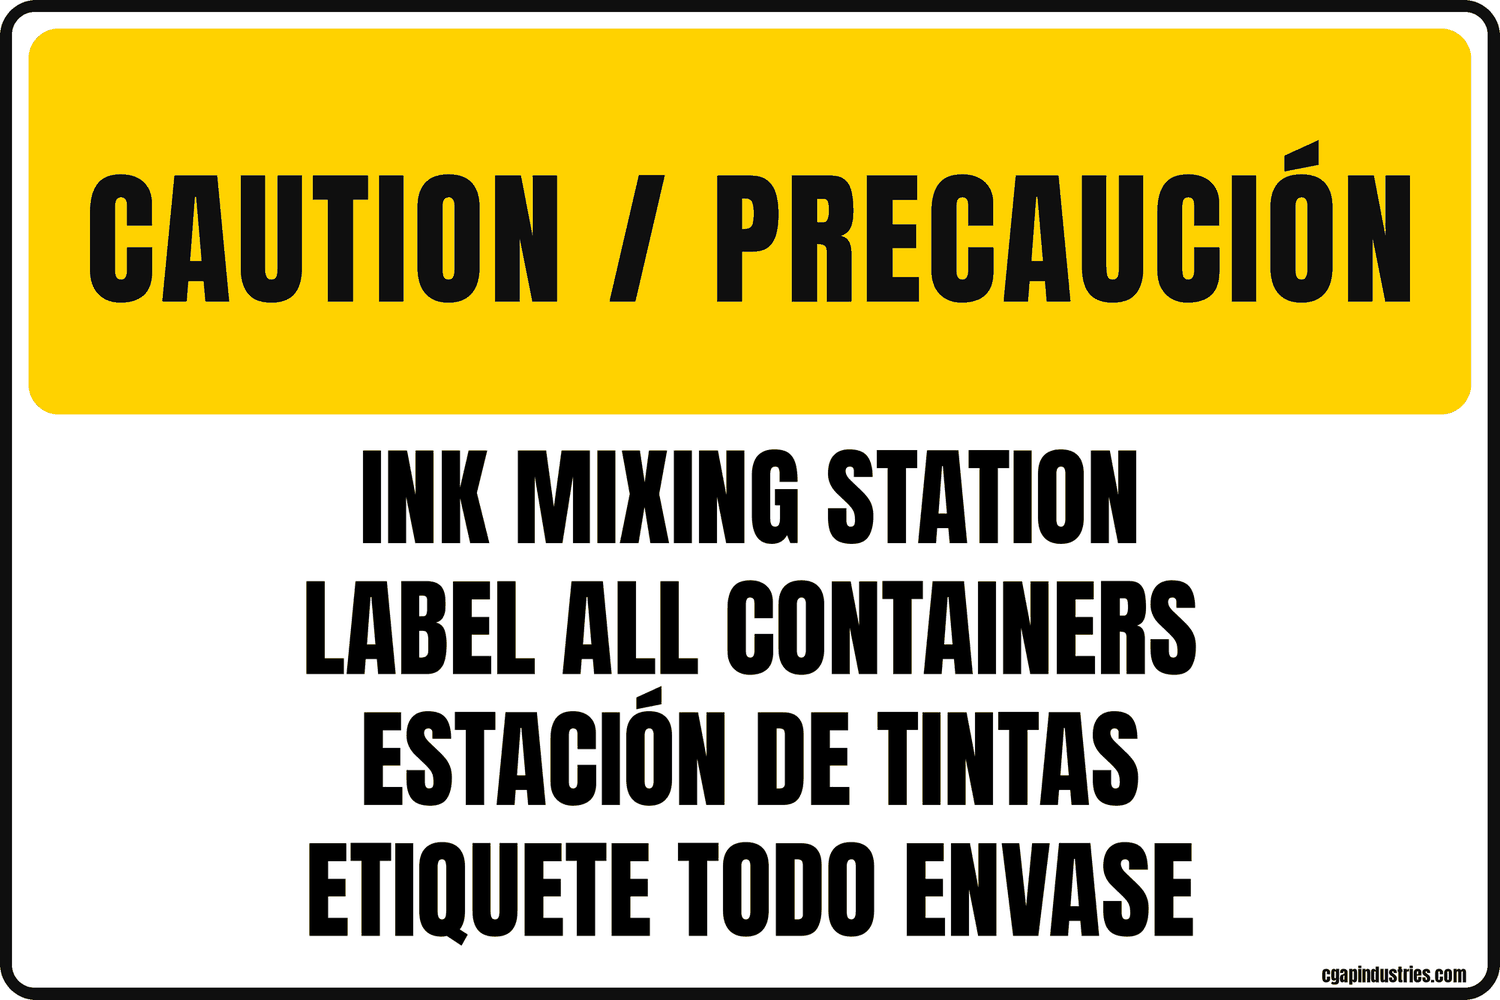 CAUTION / PRECAUCIÓN
INK MIXING STATION
LABEL ALL CONTAINERS
ESTACIÓN DE TINTAS
ETIQUETE TODO ENVASE
cgapindustries.com